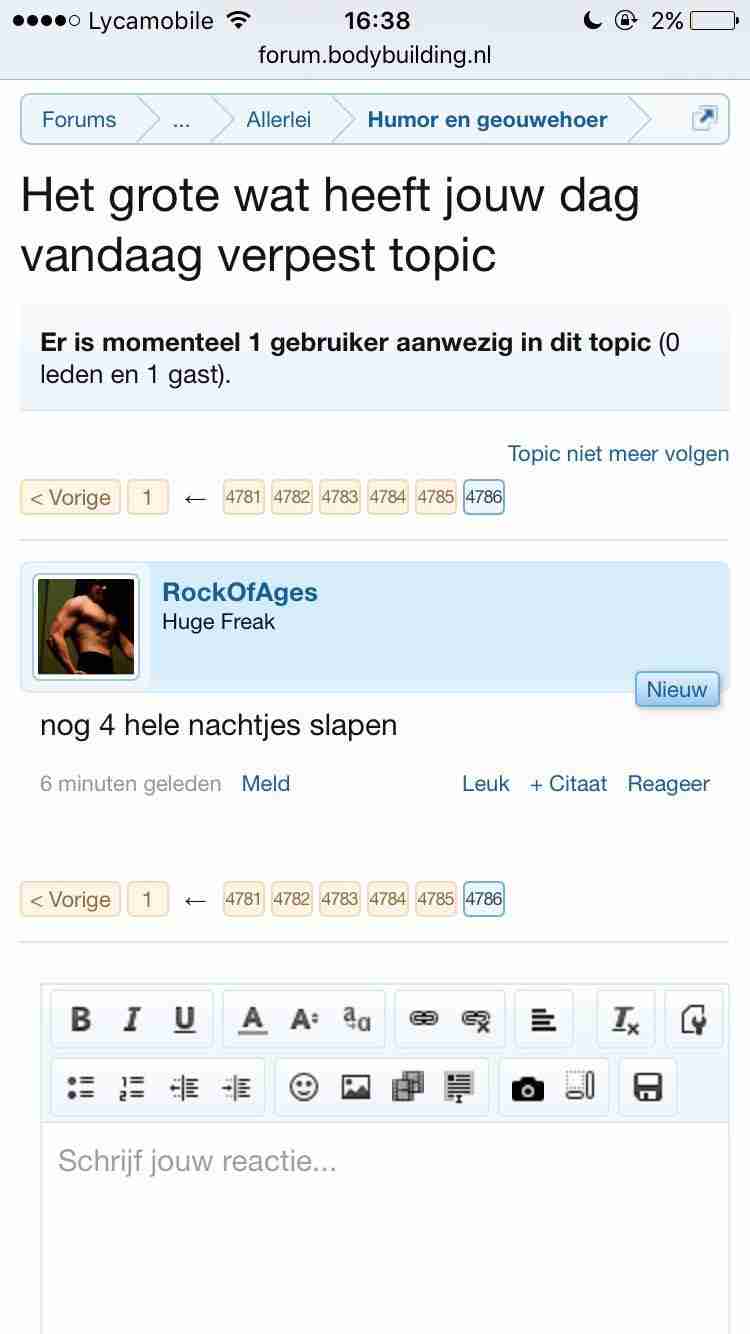 Lycamobile 16:38 2%
forum.bodybuilding.nl
Forums ... Allerlei Humor en geouwehoer
Het grote wat heeft jouw dag
vandaag verpest topic
Er is momenteel 1 gebruiker aanwezig in dit topic (0
leden en 1 gast).
Topic niet meer volgen
< Vorige 1 ← 4781 4782 4783 4784 4785 4786
RockOfAges
Huge Freak
Nieuw
nog 4 hele nachtjes slapen
6 minuten geleden Meld Leuk + Citaat Reageer
< Vorige 1 ← 4781 4782 4783 4784 4785 4786
Schrijf jouw reactie...